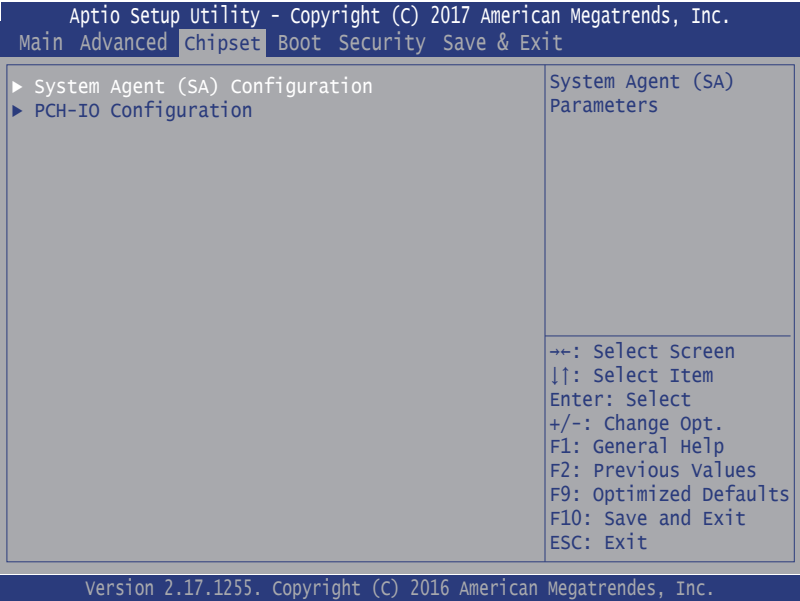 Aptio Setup Utility - Copyright (C) 2017 American Megatrends, Inc.
Main Advanced Chipset Boot Security Save & Exit
▶ System Agent (SA) Configuration
▶ PCH-IO Configuration
System Agent (SA)
Parameters
→←: Select Screen
↓↑: Select Item
Enter: Select
+/-: Change Opt.
F1: General Help
F2: Previous Values
F9: Optimized Defaults
F10: Save and Exit
ESC: Exit
Version 2.17.1255. Copyright (C) 2016 American Megatrendes, Inc.